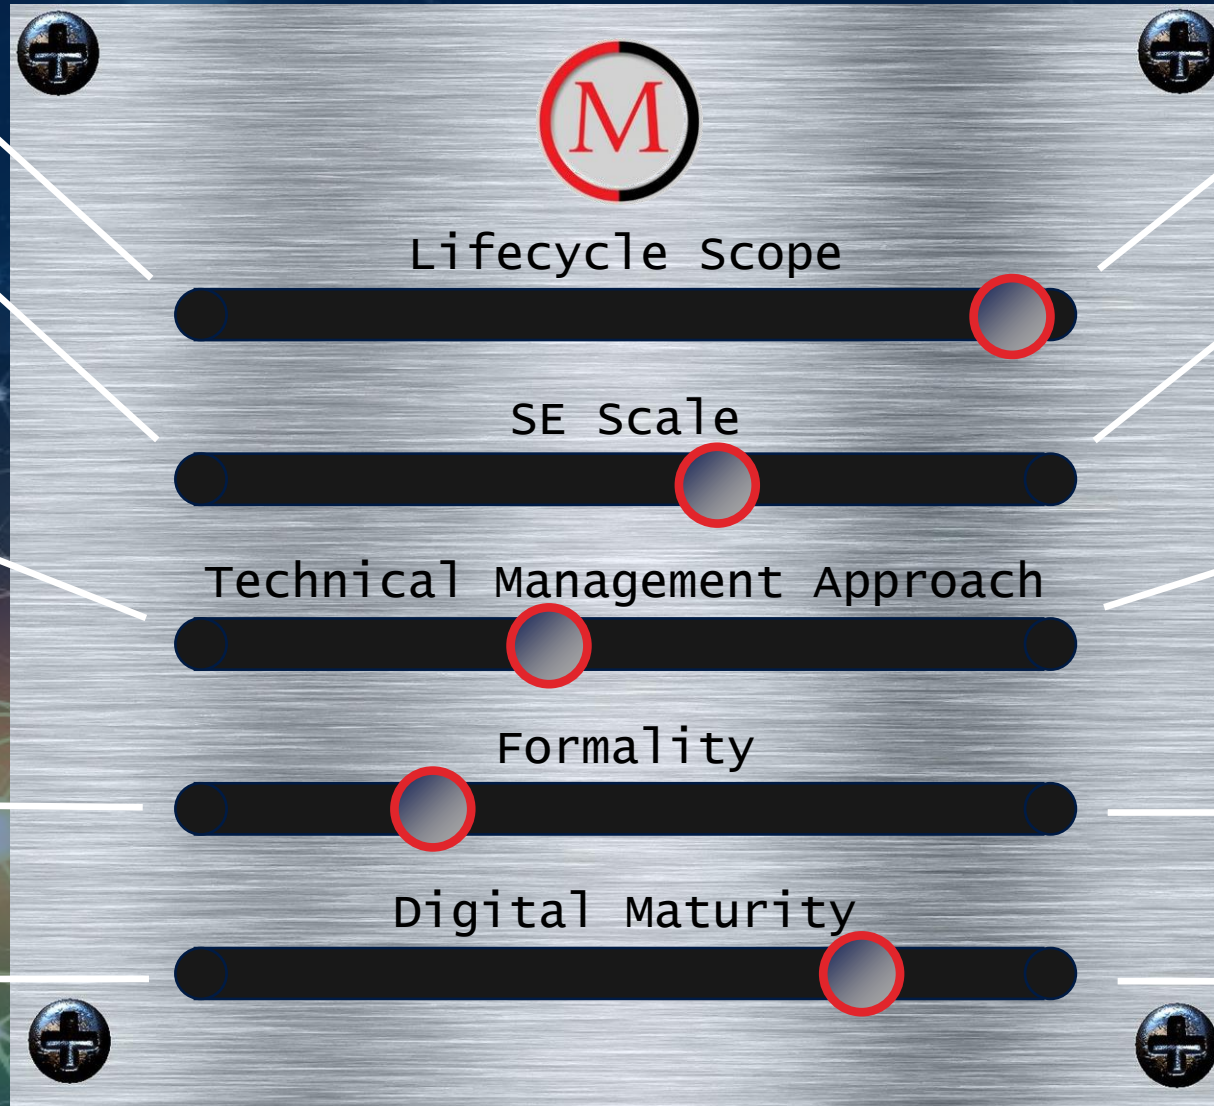 M
Lifecycle Scope
SE Scale
Technical Management Approach
Formality
Digital Maturity